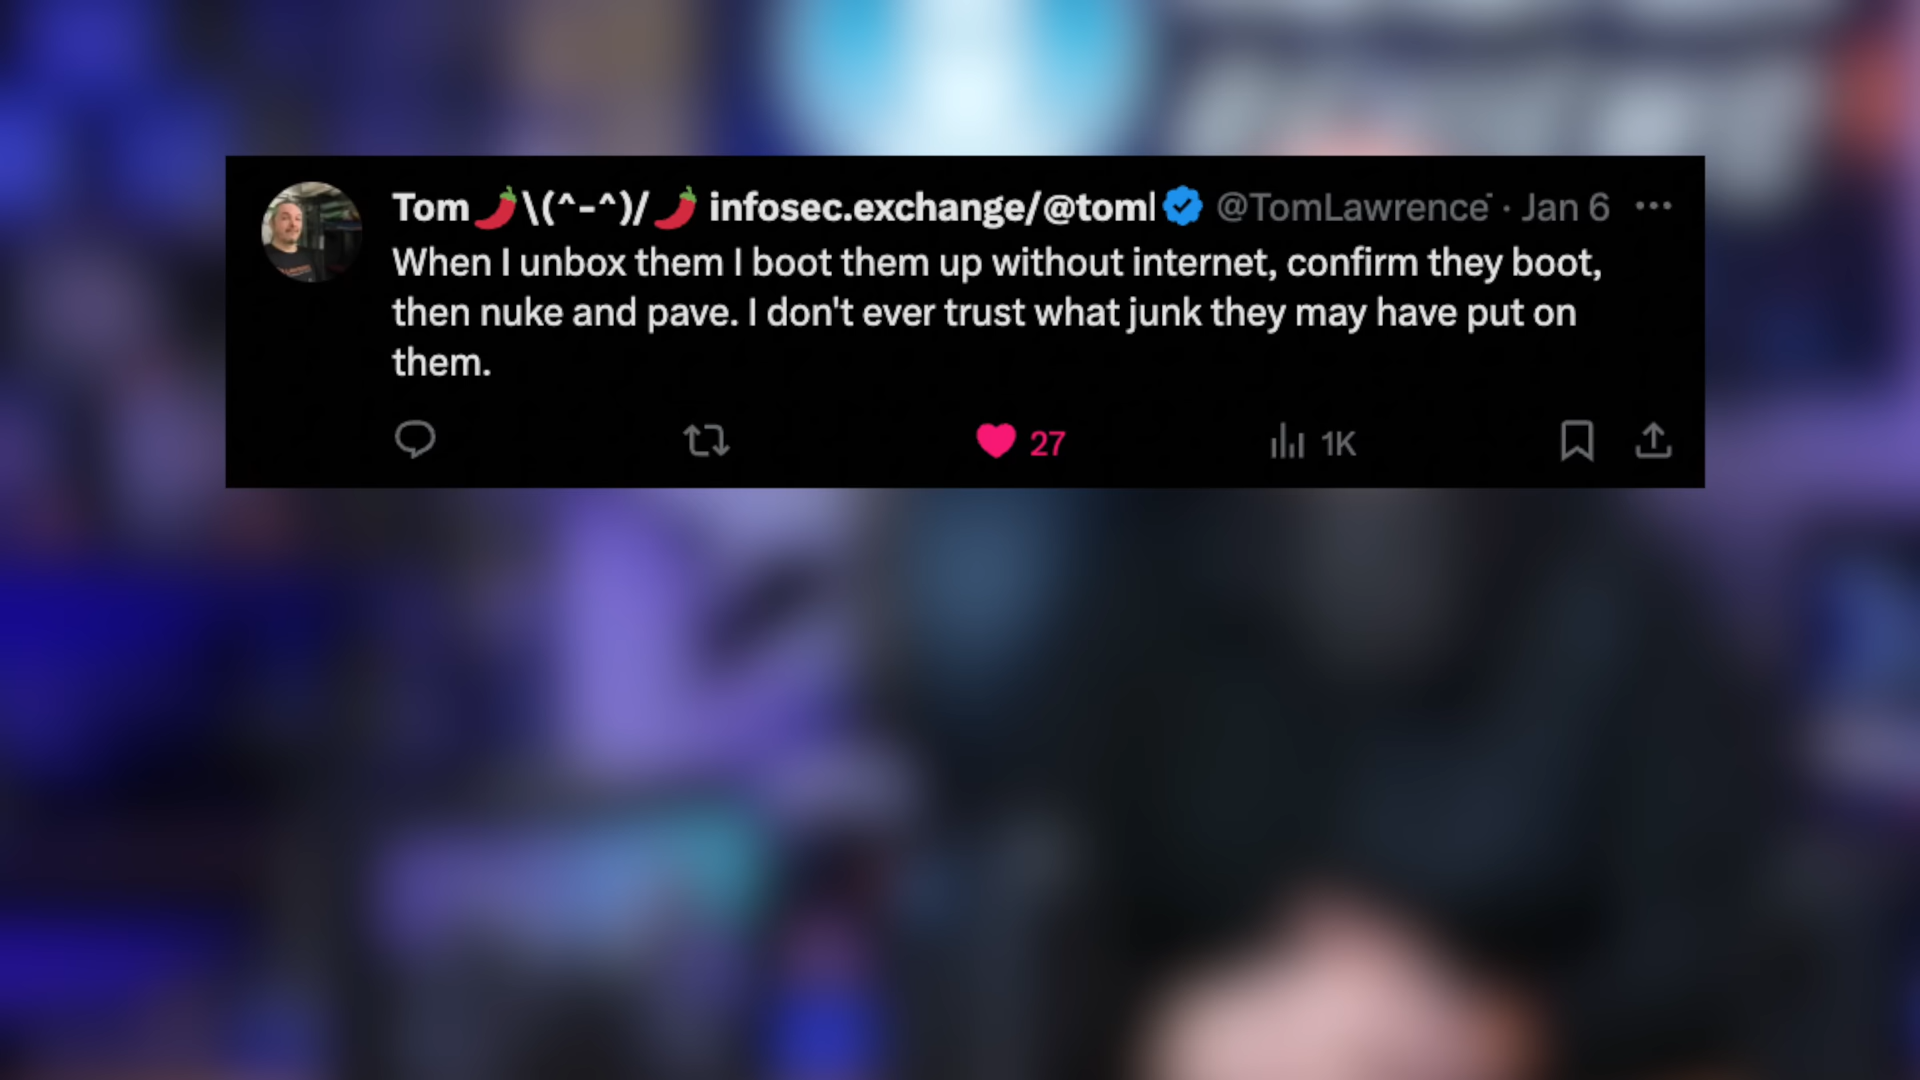 Tom🌶️\(^-^)/🌶️ infosec.exchange/@toml @TomLawrence · Jan 6 ···
When I unbox them I boot them up without internet, confirm they boot,
then nuke and pave. I don't ever trust what junk they may have put on
them.
27 1K